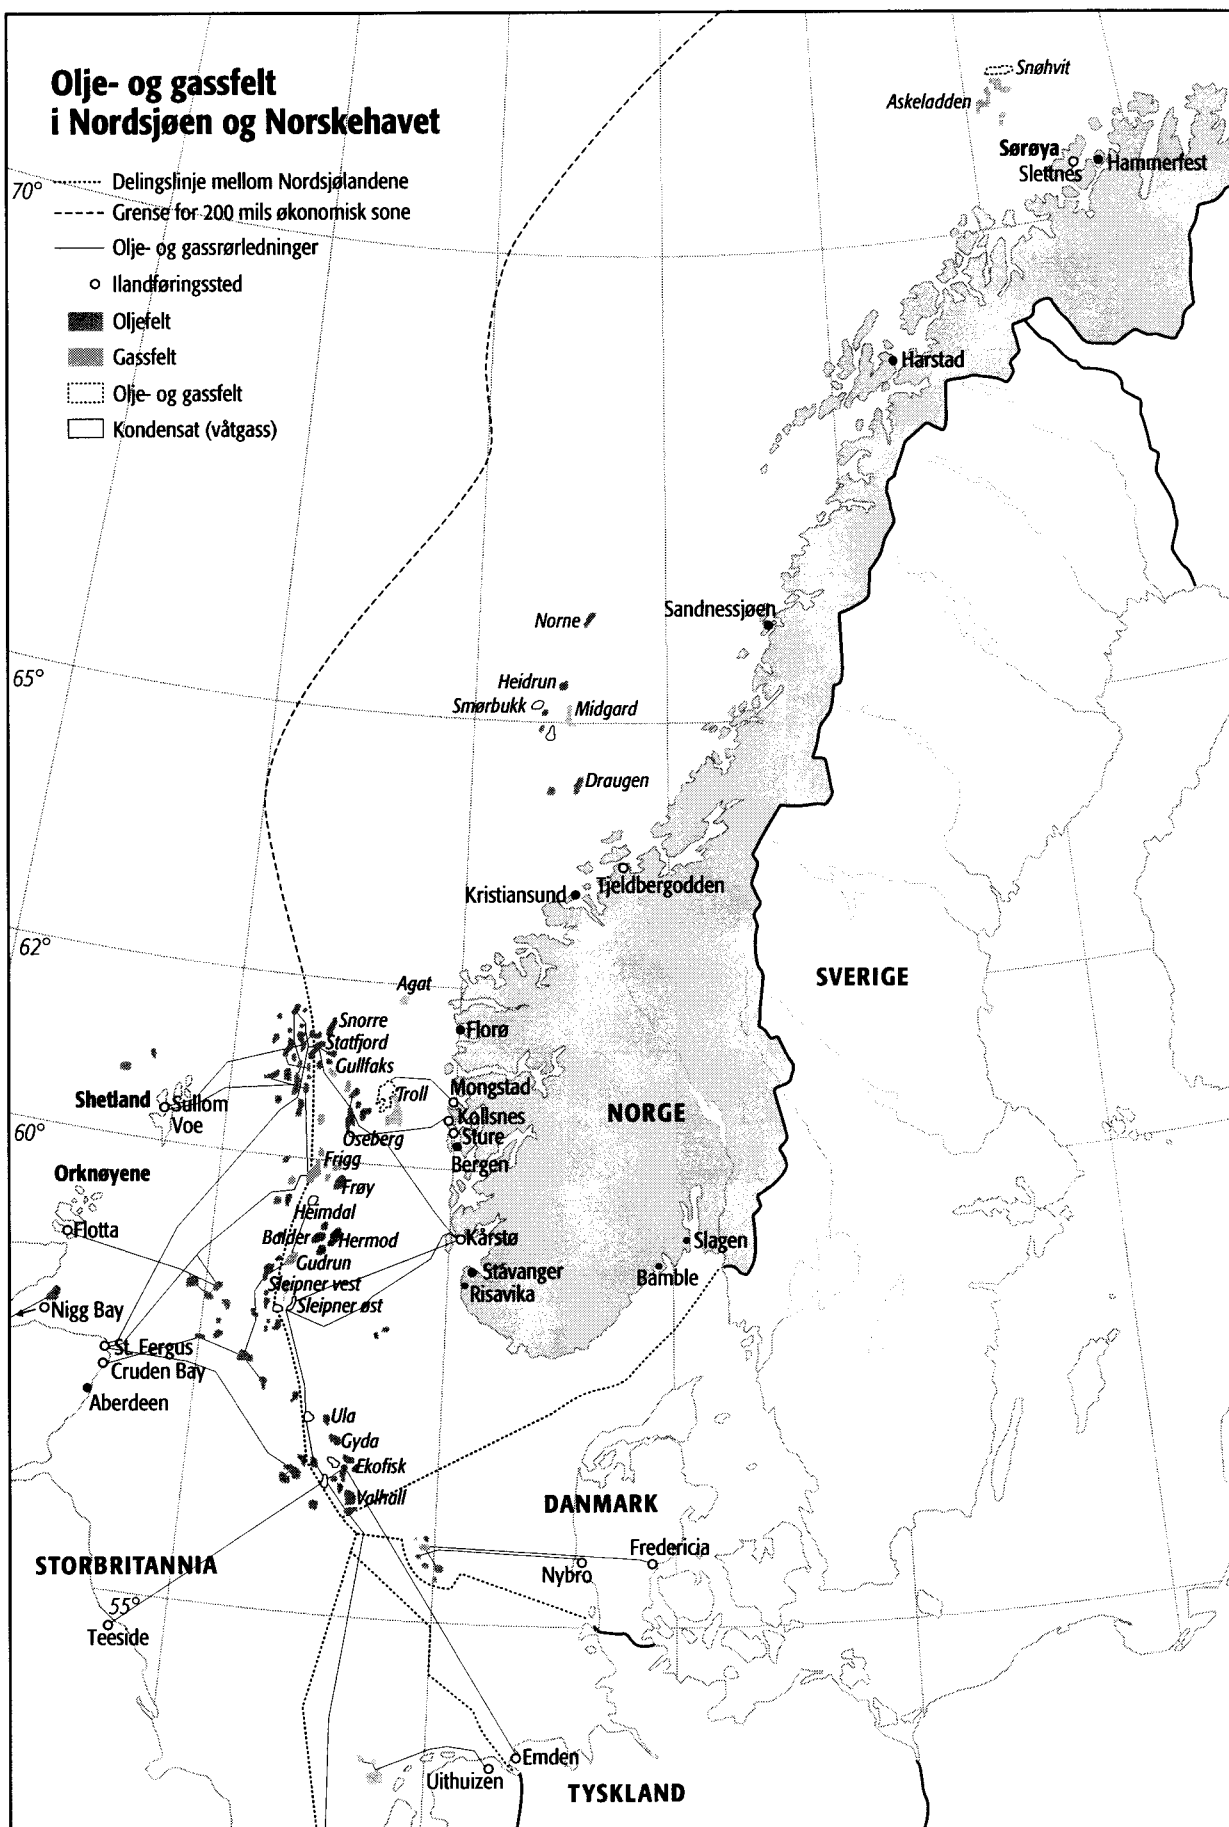 Olje- og gassfelt
i Nordsjøen og Norskehavet
Delingslinje mellom Nordsjølandene
Grense for 200 mils økonomisk sone
Olje- og gassrørledninger
Ilandføringssted
Oljefelt
Gassfelt
Olje- og gassfelt
Kondensat (våtgass)
Snøhvit
Askeladden
Sørøya
Slettnes
Hammerfest
70°
Harstad
Sandnessjøen
Norne
65°
Heidrun
Smørbukk
Midgard
Draugen
Tjeldbergodden
Kristiansund
62°
SVERIGE
Agat
Snorre
Florø
Statfjord
Gullfaks
Shetland
Sullom
Voe
Troll
Mongstad
NORGE
Kollsnes
60°
Oseberg
Sture
Bergen
Frigg
Orknøyene
Frøy
Heimdal
Flotta
Balder
Hermod
Kårstø
Slagen
Gudrun
Stavanger
Bamble
Sleipner vest
Risavika
Sleipner øst
Nigg Bay
St. Fergus
Cruden Bay
Aberdeen
Ula
Gyda
Ekofisk
Valhall
DANMARK
STORBRITANNIA
Fredericia
Nybro
55°
Teeside
Emden
Uithuizen
TYSKLAND